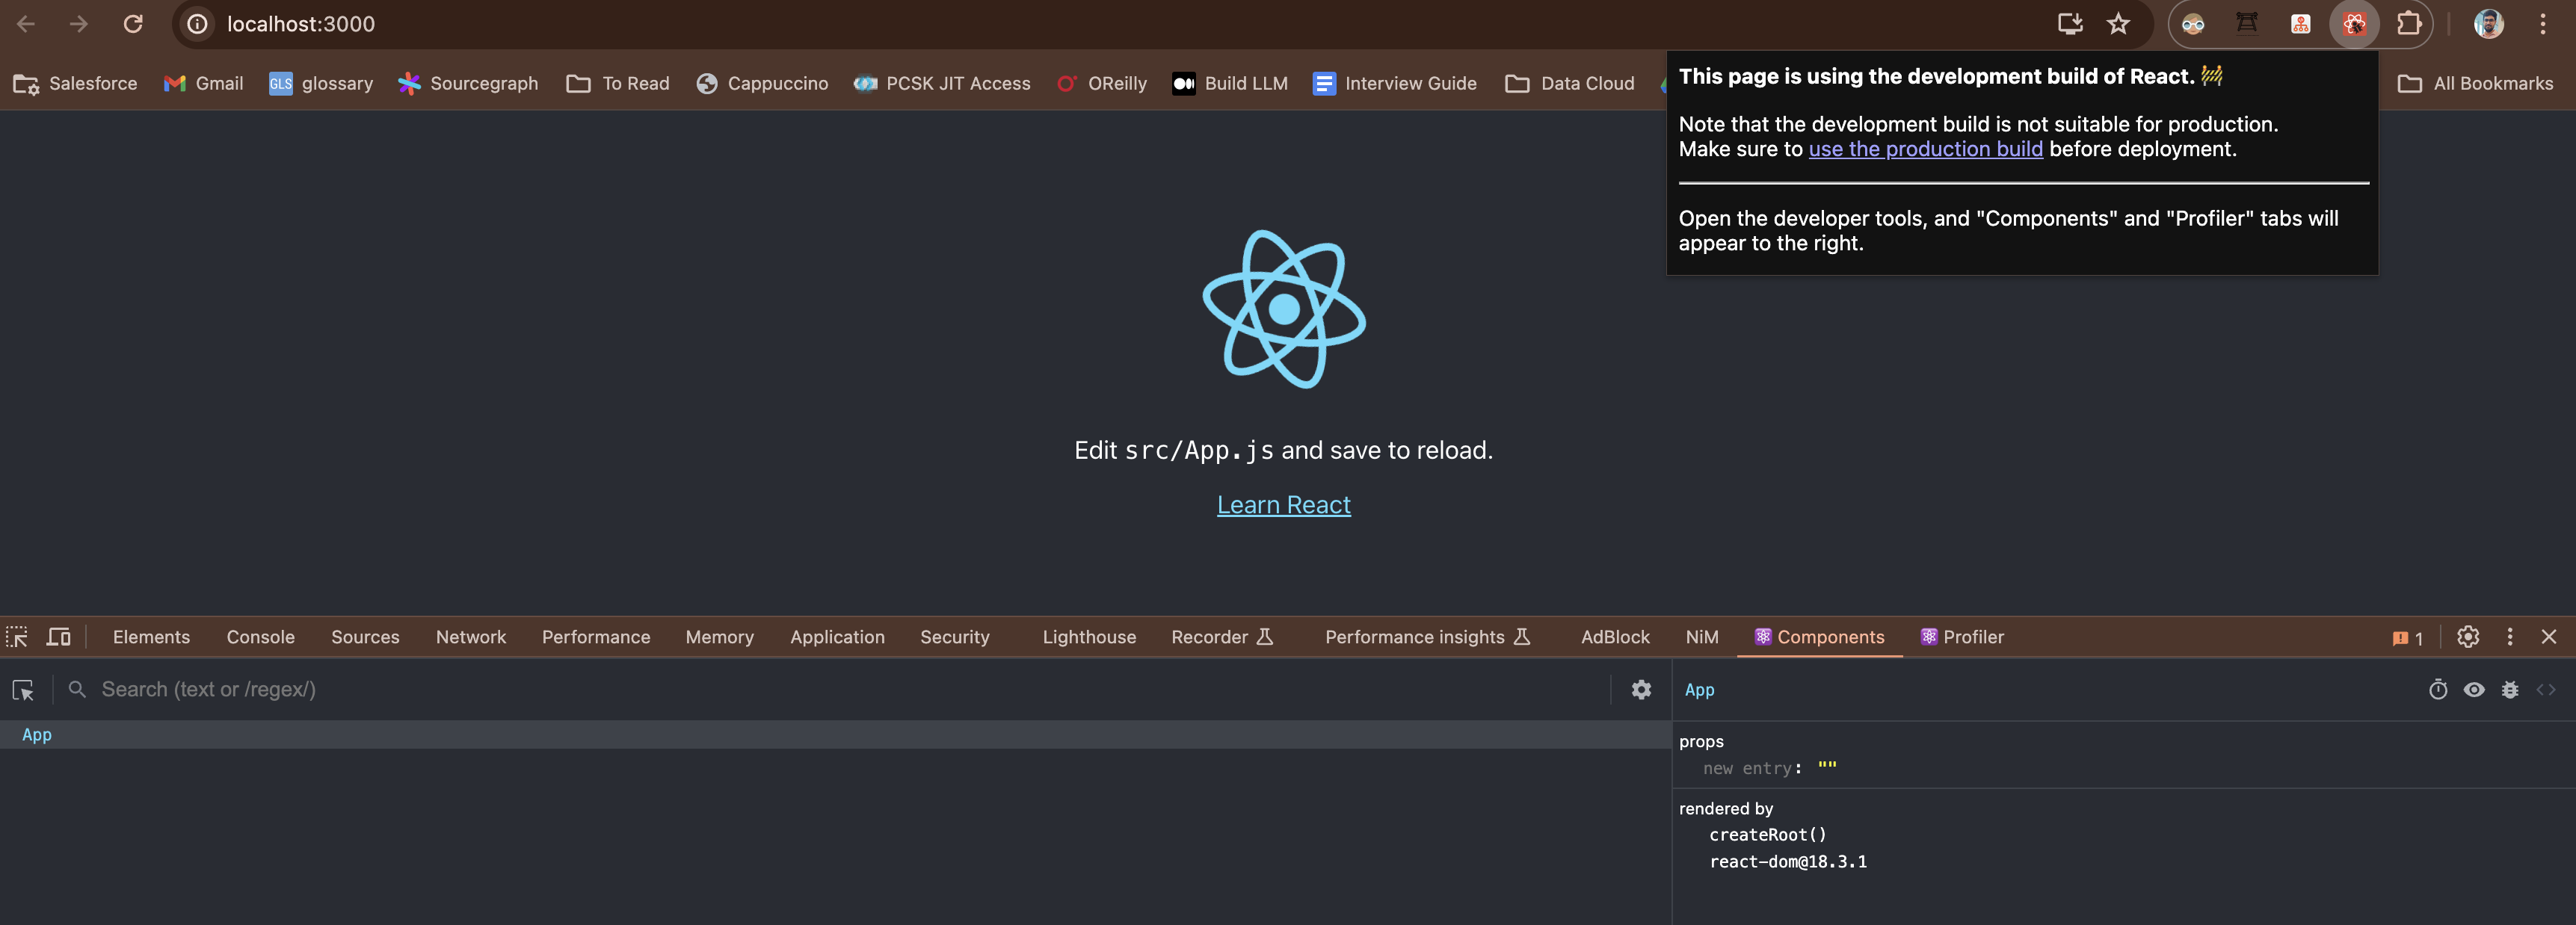 localhost:3000
Salesforce
Gmail
GLS glossary
Sourcegraph
To Read
Cappuccino
PCSK JIT Access
OReilly
Build LLM
Interview Guide
Data Cloud
All Bookmarks
This page is using the development build of React. 🚧
Note that the development build is not suitable for production.
Make sure to use the production build before deployment.
Open the developer tools, and "Components" and "Profiler" tabs will
appear to the right.
Edit src/App.js and save to reload.
Learn React
Elements
Console
Sources
Network
Performance
Memory
Application
Security
Lighthouse
Recorder
Performance insights
AdBlock
NiM
Components
Profiler
1
Search (text or /regex/)
App
App
props
new entry: ""
rendered by
createRoot()
react-dom@18.3.1